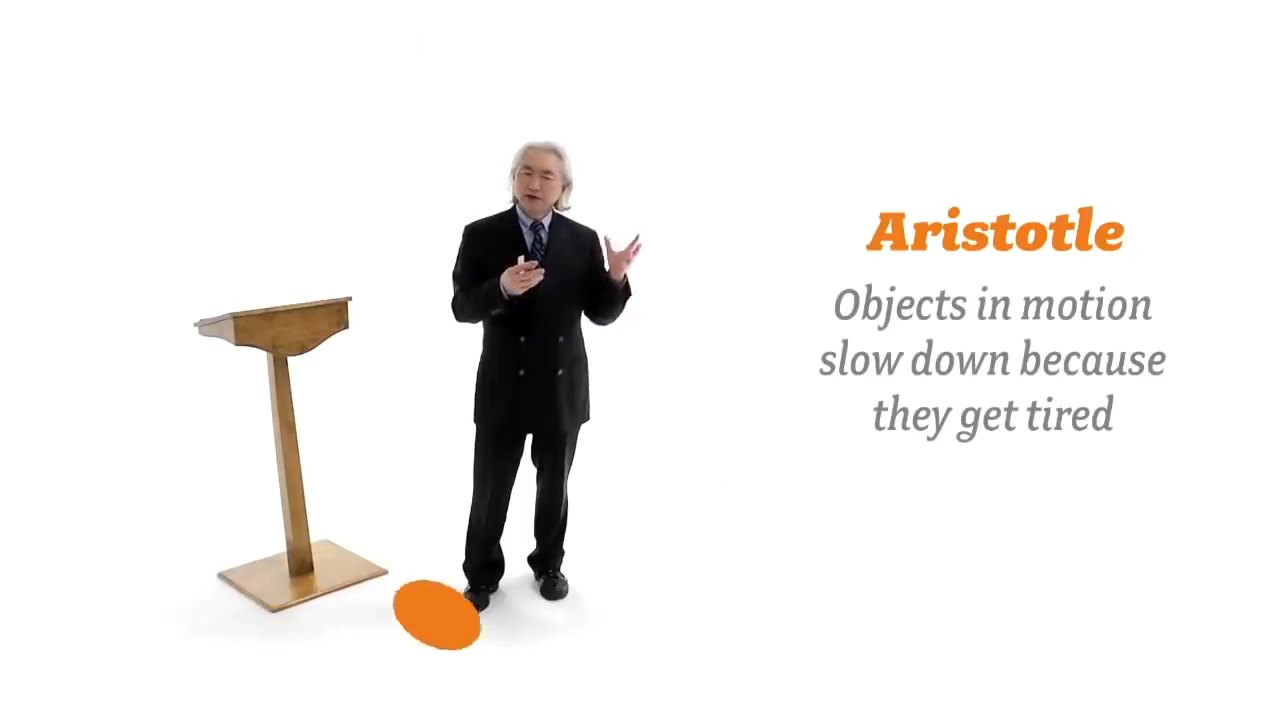 Aristotle
Objects in motion
slow down because
they get tired